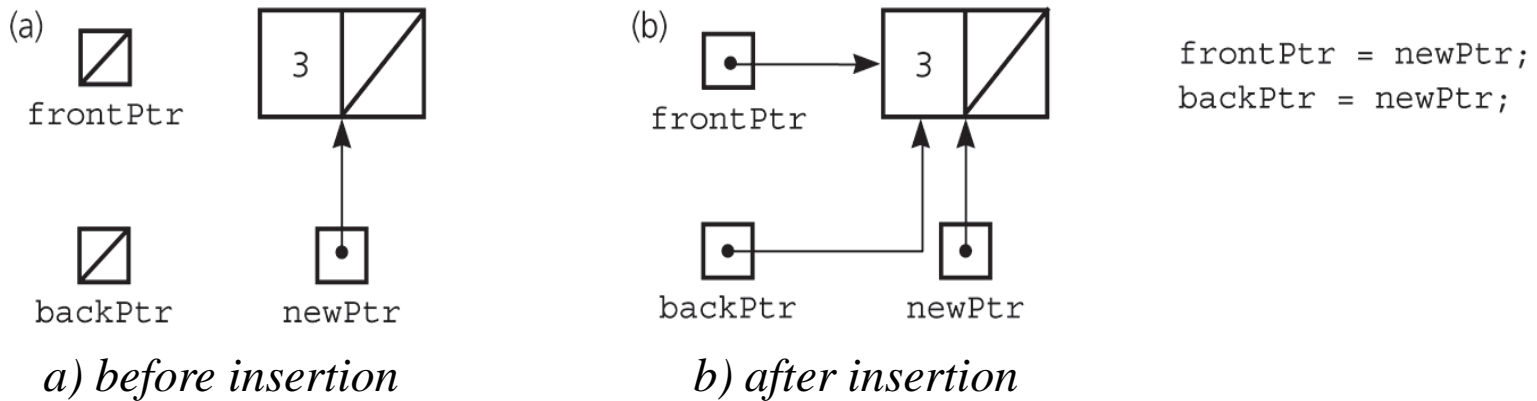 (a)
3
frontPtr
backPtr
newPtr
a) before insertion
(b)
3
frontPtr
backPtr
newPtr
b) after insertion
frontPtr = newPtr;
backPtr = newPtr;